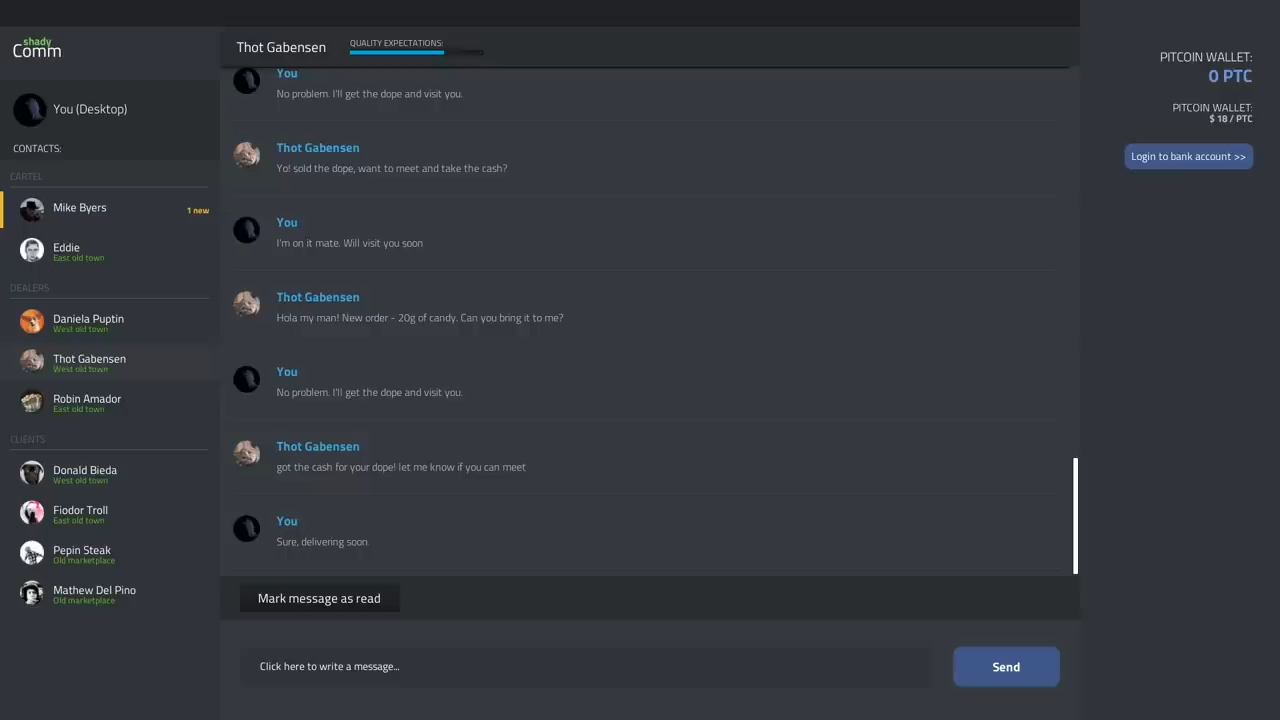 shady
Comm
You (Desktop)
CONTACTS:
CARTEL
Mike Byers
1 new
Eddie
East old town
DEALERS
Daniela Puptin
West old town
Thot Gabensen
West old town
Robin Amador
East old town
CLIENTS
Donald Bieda
West old town
Fiodor Troll
East old town
Pepin Steak
Old marketplace
Mathew Del Pino
Old marketplace
Thot Gabensen
QUALITY EXPECTATIONS:
You
No problem. I'll get the dope and visit you.
Thot Gabensen
Yo! sold the dope, want to meet and take the cash?
You
I'm on it mate. Will visit you soon
Thot Gabensen
Hola my man! New order - 20g of candy. Can you bring it to me?
You
No problem. I'll get the dope and visit you.
Thot Gabensen
got the cash for your dope! let me know if you can meet
You
Sure, delivering soon.
Mark message as read
Click here to write a message...
Send
PITCOIN WALLET:
0 PTC
PITCOIN WALLET:
$ 18 / PTC
Login to bank account >>